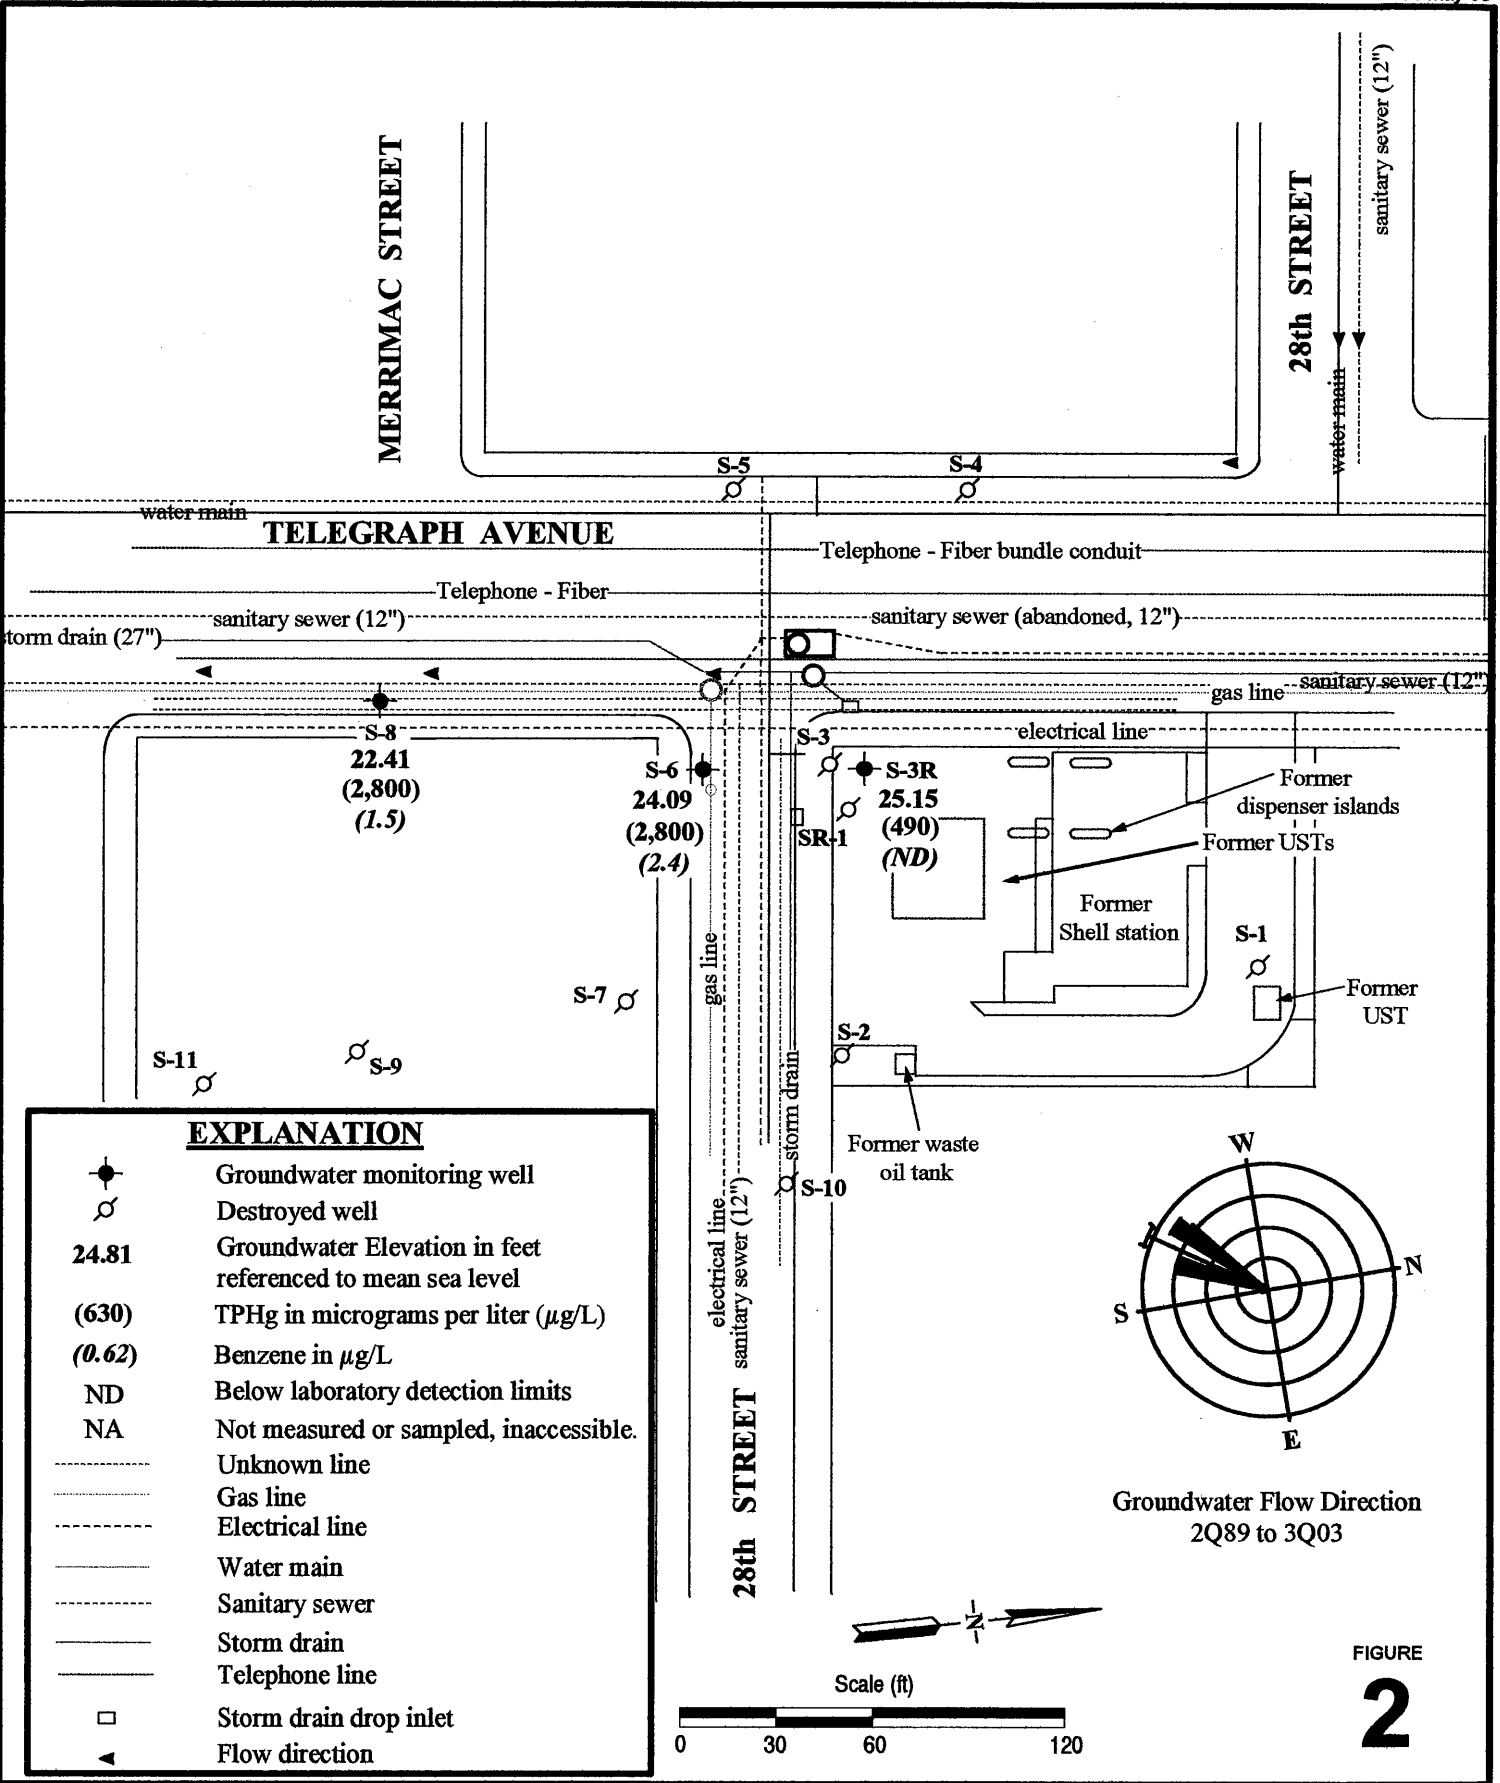 MERRIMAC STREET
28th STREET
sanitary sewer (12")
water main
S-5
S-4
water main
TELEGRAPH AVENUE
Telephone - Fiber bundle conduit
Telephone - Fiber
sanitary sewer (12")
sanitary sewer (abandoned, 12")
torm drain (27")
gas line
sanitary sewer (12")
electrical line
S-8
22.41
(2,800)
(1.5)
S-6
24.09
(2,800)
(2.4)
S-3
S-3R
25.15
(490)
(ND)
SR-1
Former
dispenser islands
Former USTs
Former
Shell station
S-1
Former
UST
gas line
S-7
S-2
S-11
S-9
storm drain
Former waste
oil tank
S-10
electrical line
sanitary sewer (12")
28th STREET
EXPLANATION
Groundwater monitoring well
Destroyed well
24.81 Groundwater Elevation in feet
referenced to mean sea level
(630) TPHg in micrograms per liter (µg/L)
(0.62) Benzene in µg/L
ND Below laboratory detection limits
NA Not measured or sampled, inaccessible.
Unknown line
Gas line
Electrical line
Water main
Sanitary sewer
Storm drain
Telephone line
Storm drain drop inlet
Flow direction
W
N
S
E
Groundwater Flow Direction
2Q89 to 3Q03
N
Scale (ft)
0 30 60 120
FIGURE
2